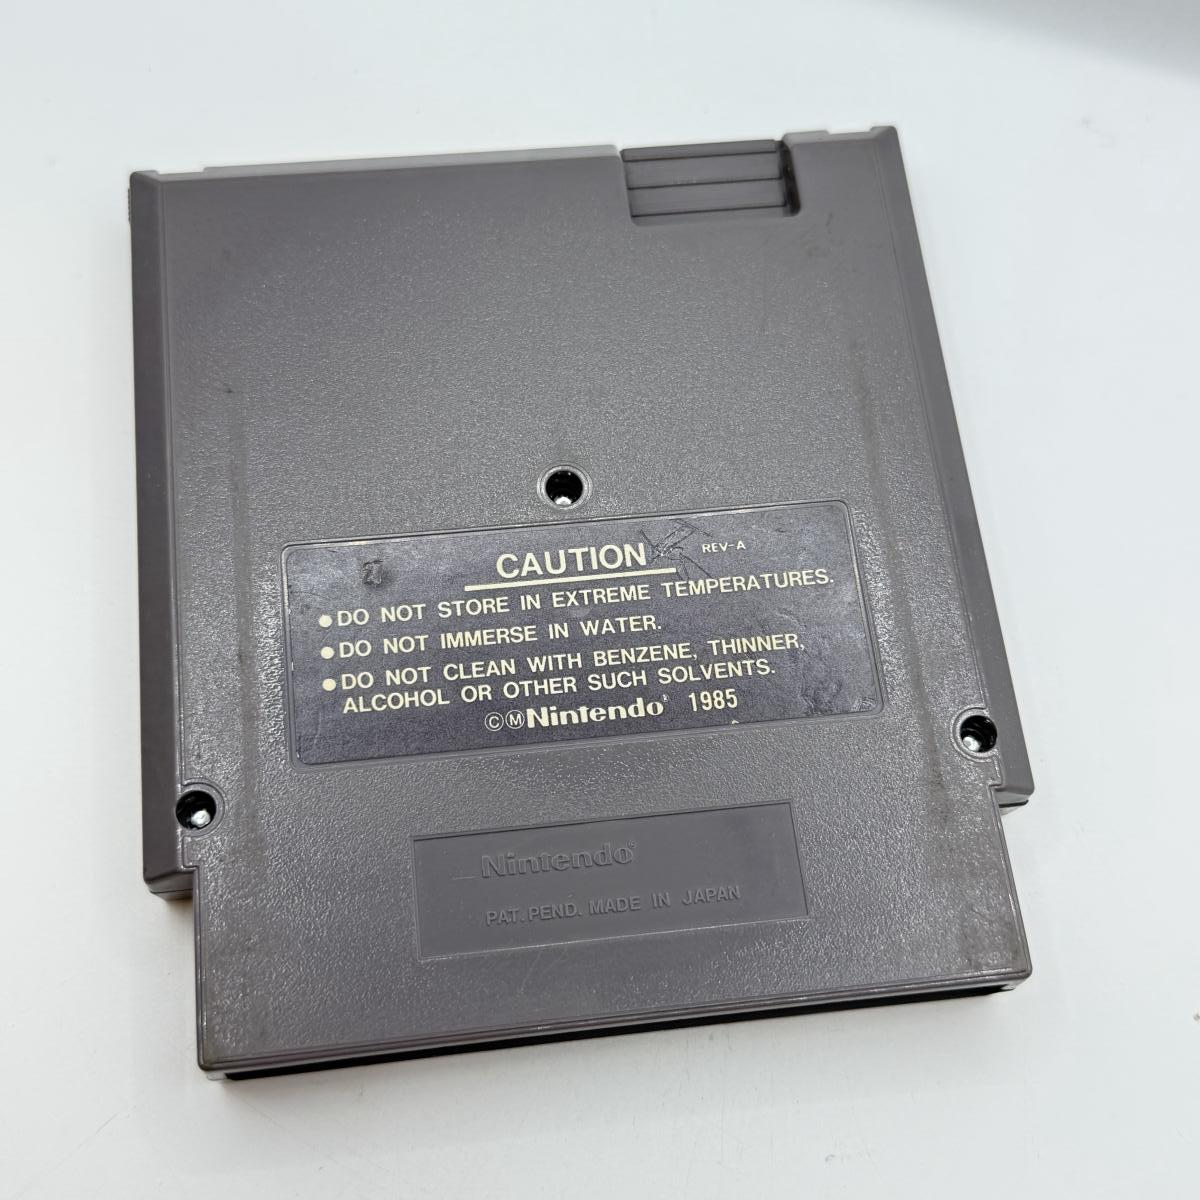 CAUTION REV-A
●DO NOT STORE IN EXTREME TEMPERATURES.
●DO NOT IMMERSE IN WATER.
●DO NOT CLEAN WITH BENZENE, THINNER,
ALCOHOL OR OTHER SUCH SOLVENTS.
©ⓂNintendo® 1985
Nintendo®
PAT. PEND. MADE IN JAPAN